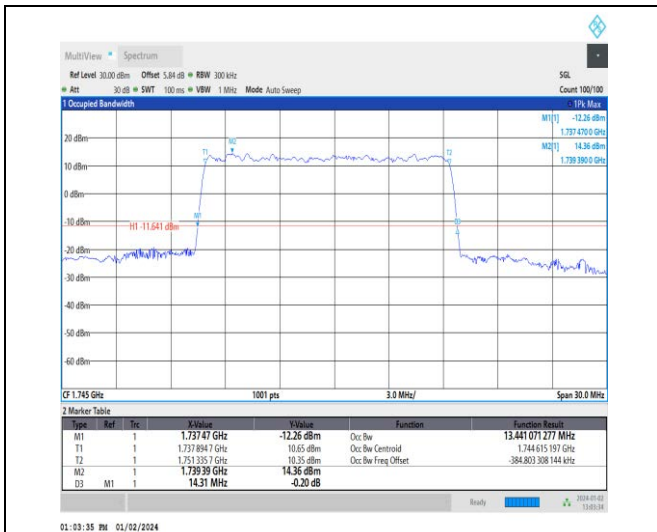 MultiView Spectrum
Ref Level 30.00 dBm Offset 5.84 dB RBW 300 kHz SGL
Att 30 dB SWT 100 ms VBW 1 MHz Mode Auto Sweep Count 100/100
1 Occupied Bandwidth 1Pk Max
M1[1] -12.26 dBm
1.737 470 0 GHz
M2[1] 14.36 dBm
1.739 390 0 GHz
20 dBm
M2
T1 T2
10 dBm
0 dBm
-10 dBm
M1 D3
H1 -11.641 dBm
-20 dBm
-30 dBm
-40 dBm
-50 dBm
-60 dBm
CF 1.745 GHz 1001 pts 3.0 MHz/ Span 30.0 MHz
2 Marker Table
Type Ref Trc X-Value Y-Value Function Function Result
M1 1 1.737 47 GHz -12.26 dBm Occ Bw 13.441 071 277 MHz
T1 1 1.737 894 7 GHz 10.65 dBm Occ Bw Centroid 1.744 615 197 GHz
T2 1 1.751 335 7 GHz 10.35 dBm Occ Bw Freq Offset -384.803 308 144 kHz
M2 1 1.739 39 GHz 14.36 dBm
D3 M1 1 14.31 MHz -0.20 dB
Ready 2024-01-02
13:03:34
01:03:35 PM 01/02/2024